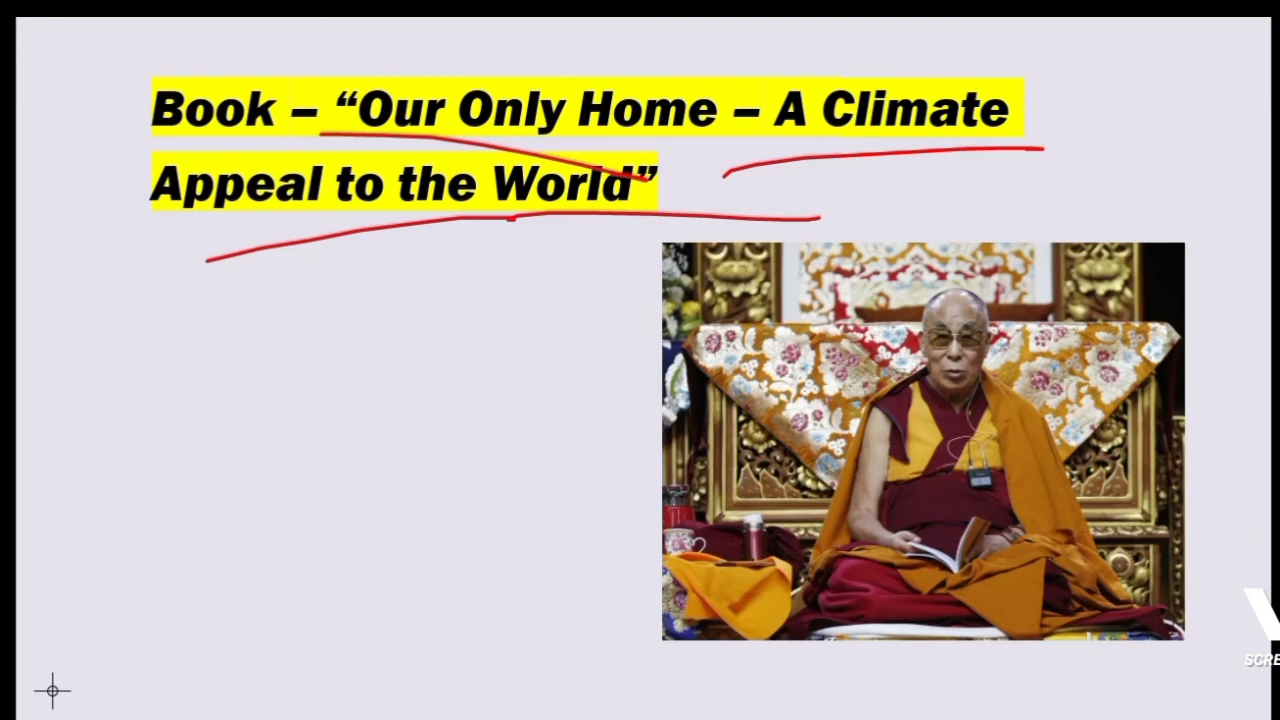 Book – “Our Only Home – A Climate
Appeal to the World”